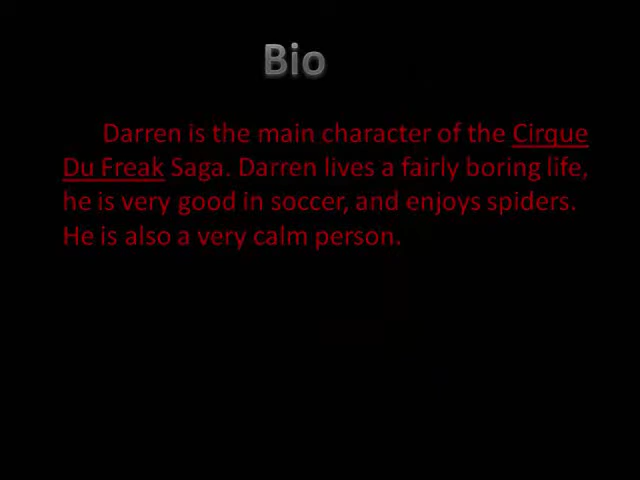 Bio
Darren is the main character of the Cirque
Du Freak Saga. Darren lives a fairly boring life,
he is very good in soccer, and enjoys spiders.
He is also a very calm person.